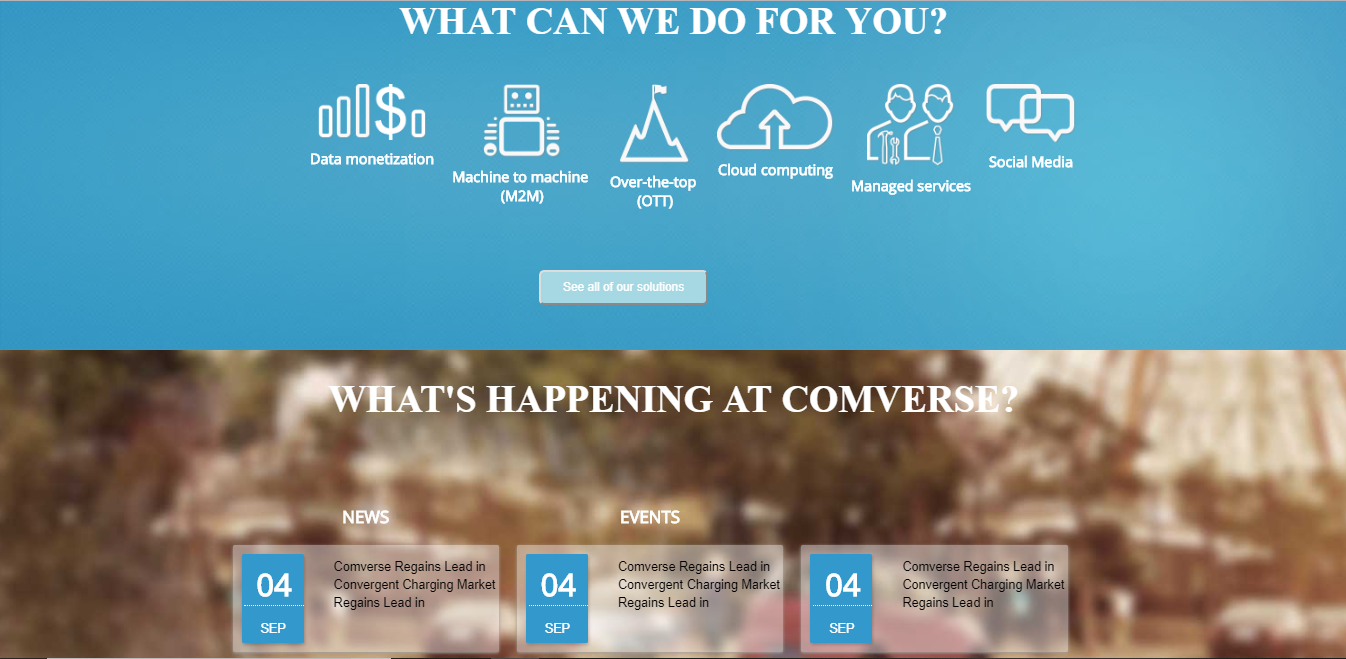 WHAT CAN WE DO FOR YOU?
Data monetization
Machine to machine
(M2M)
Over-the-top
(OTT)
Cloud computing
Managed services
Social Media
See all of our solutions
WHAT'S HAPPENING AT COMVERSE?
NEWS
EVENTS
04
SEP
Comverse Regains Lead in
Convergent Charging Market
Regains Lead in
04
SEP
Comverse Regains Lead in
Convergent Charging Market
Regains Lead in
04
SEP
Comverse Regains Lead in
Convergent Charging Market
Regains Lead in